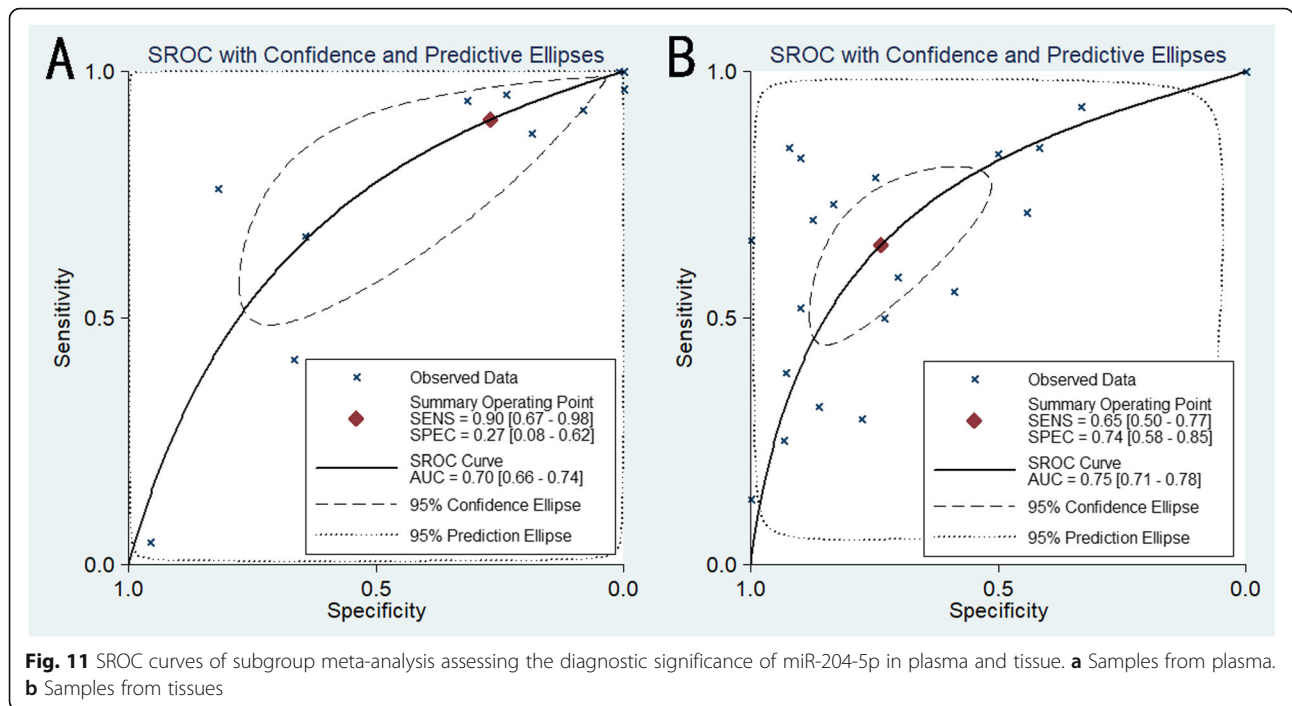 A
SROC with Confidence and Predictive Ellipses
1.0
0.5
0.0
Sensitivity
Observed Data
Summary Operating Point
SENS = 0.90 [0.67 - 0.98]
SPEC = 0.27 [0.08 - 0.62]
SROC Curve
AUC = 0.70 [0.66 - 0.74]
95% Confidence Ellipse
95% Prediction Ellipse
1.0
0.5
0.0
Specificity
B
SROC with Confidence and Predictive Ellipses
1.0
0.5
0.0
Sensitivity
Observed Data
Summary Operating Point
SENS = 0.65 [0.50 - 0.77]
SPEC = 0.74 [0.58 - 0.85]
SROC Curve
AUC = 0.75 [0.71 - 0.78]
95% Confidence Ellipse
95% Prediction Ellipse
1.0
0.5
0.0
Specificity
Fig. 11 SROC curves of subgroup meta-analysis assessing the diagnostic significance of miR-204-5p in plasma and tissue. a Samples from plasma.
b Samples from tissues